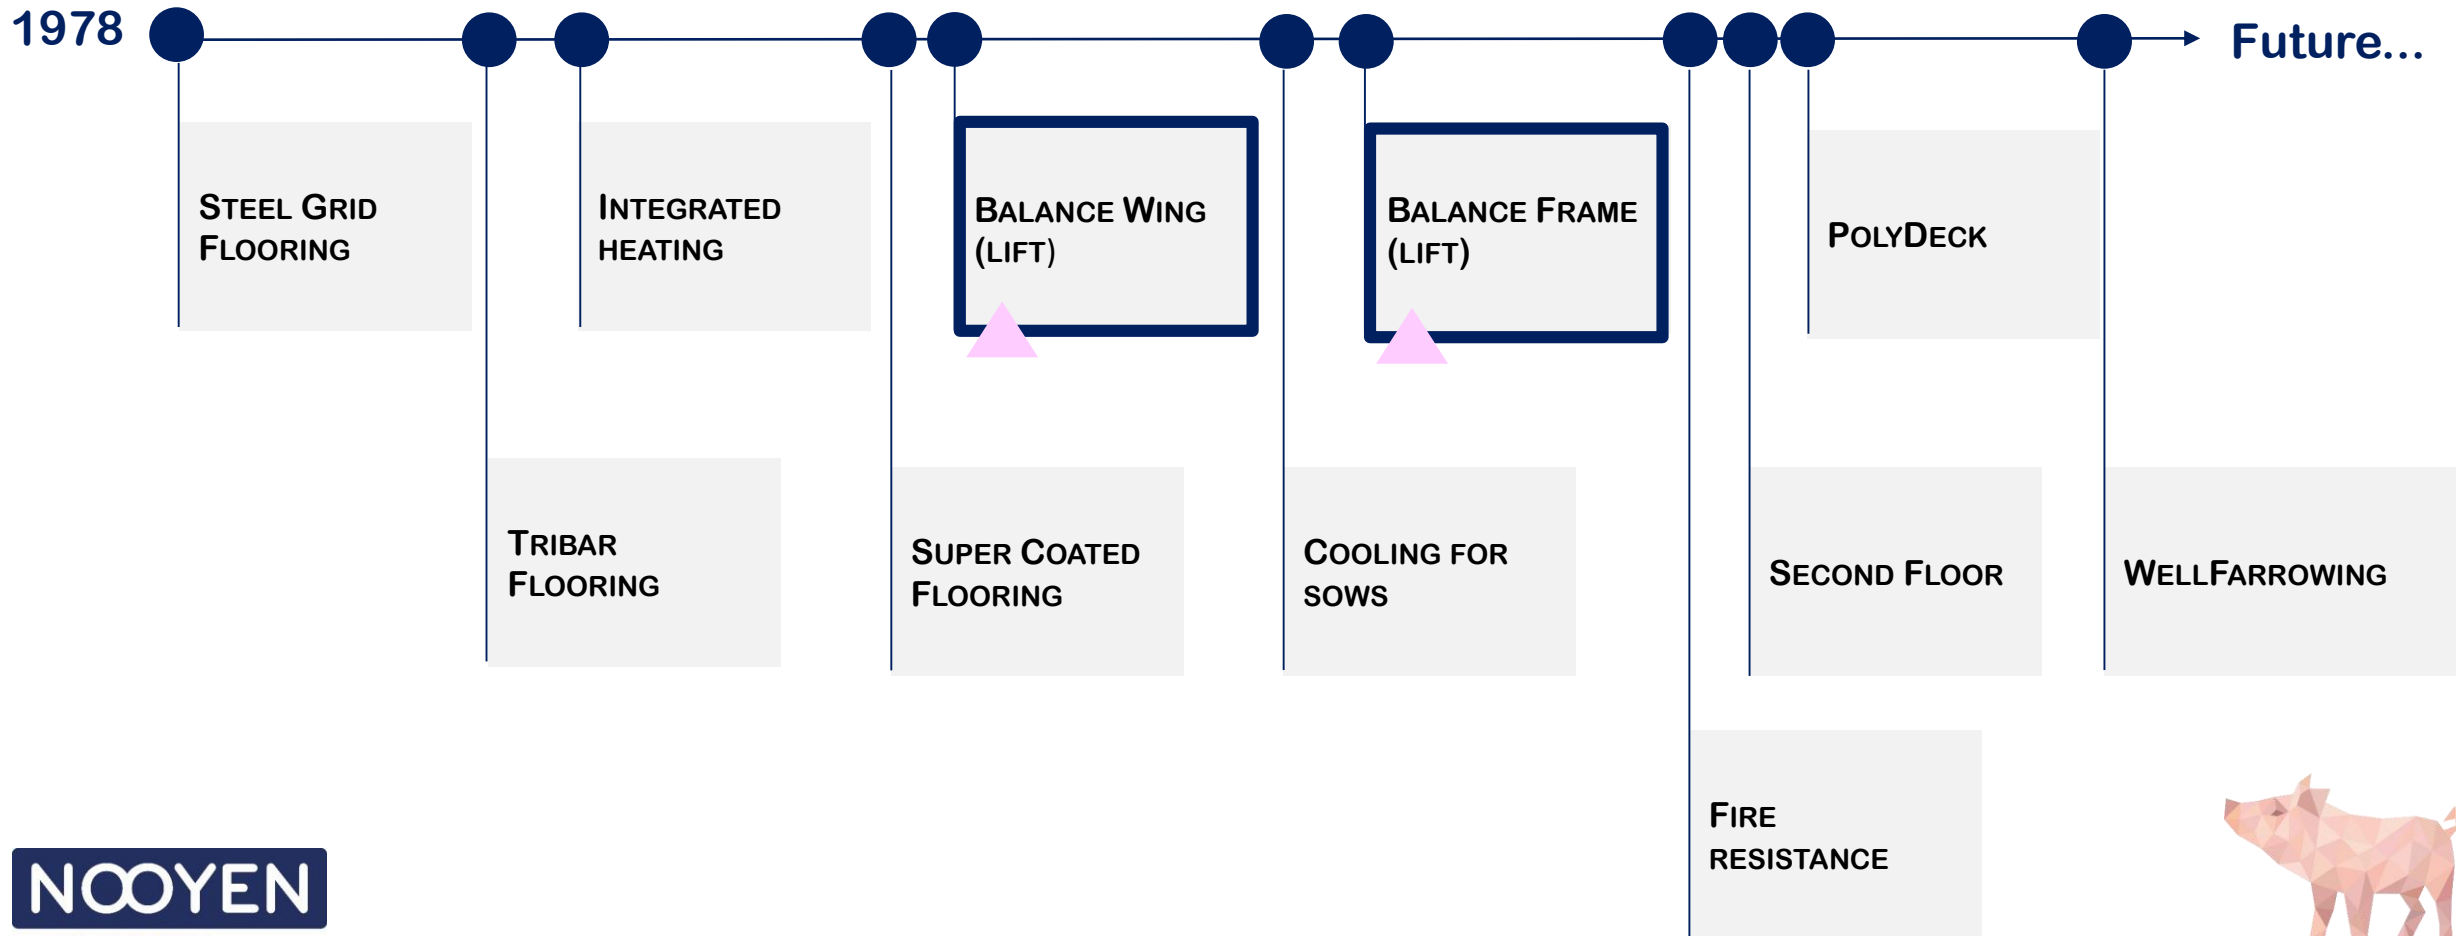 1978
Future...
Steel Grid
Flooring
Integrated
heating
Balance Wing
(lift)
Balance Frame
(lift)
PolyDeck
Tribar
Flooring
Super Coated
Flooring
Cooling for
sows
Second Floor
WellFarrowing
Fire
resistance
NOOYEN